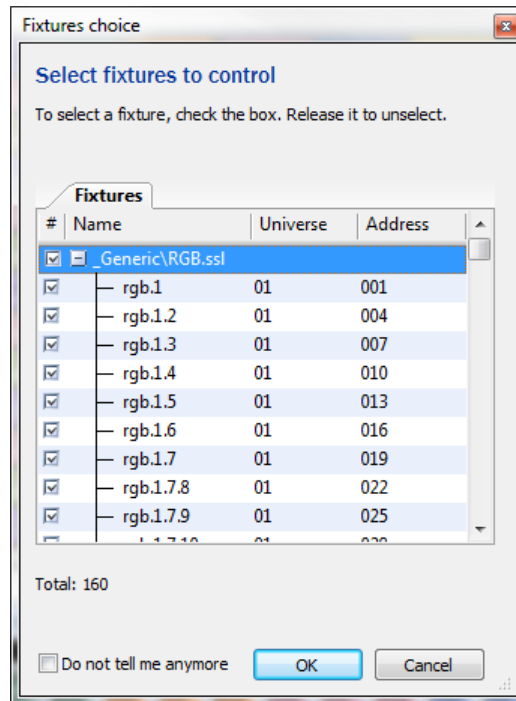 Fixtures choice
Select fixtures to control
To select a fixture, check the box. Release it to unselect.
Fixtures
# Name Universe Address
_Generic\RGB.ssl
rgb.1 01 001
rgb.1.2 01 004
rgb.1.3 01 007
rgb.1.4 01 010
rgb.1.5 01 013
rgb.1.6 01 016
rgb.1.7 01 019
rgb.1.7.8 01 022
rgb.1.7.9 01 025
Total: 160
Do not tell me anymore OK Cancel